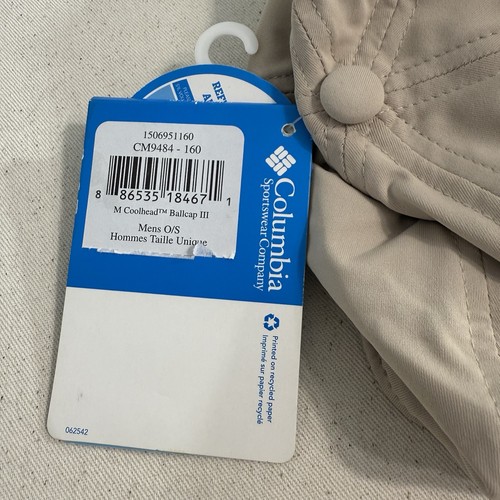 1506951160
CM9484 - 160
8 86535 18467 1
M Coolhead™ Ballcap III
Mens O/S
Hommes Taille Unique
Columbia
Sportswear Company
Printed on recycled paper
Imprimé sur papier recyclé
062542